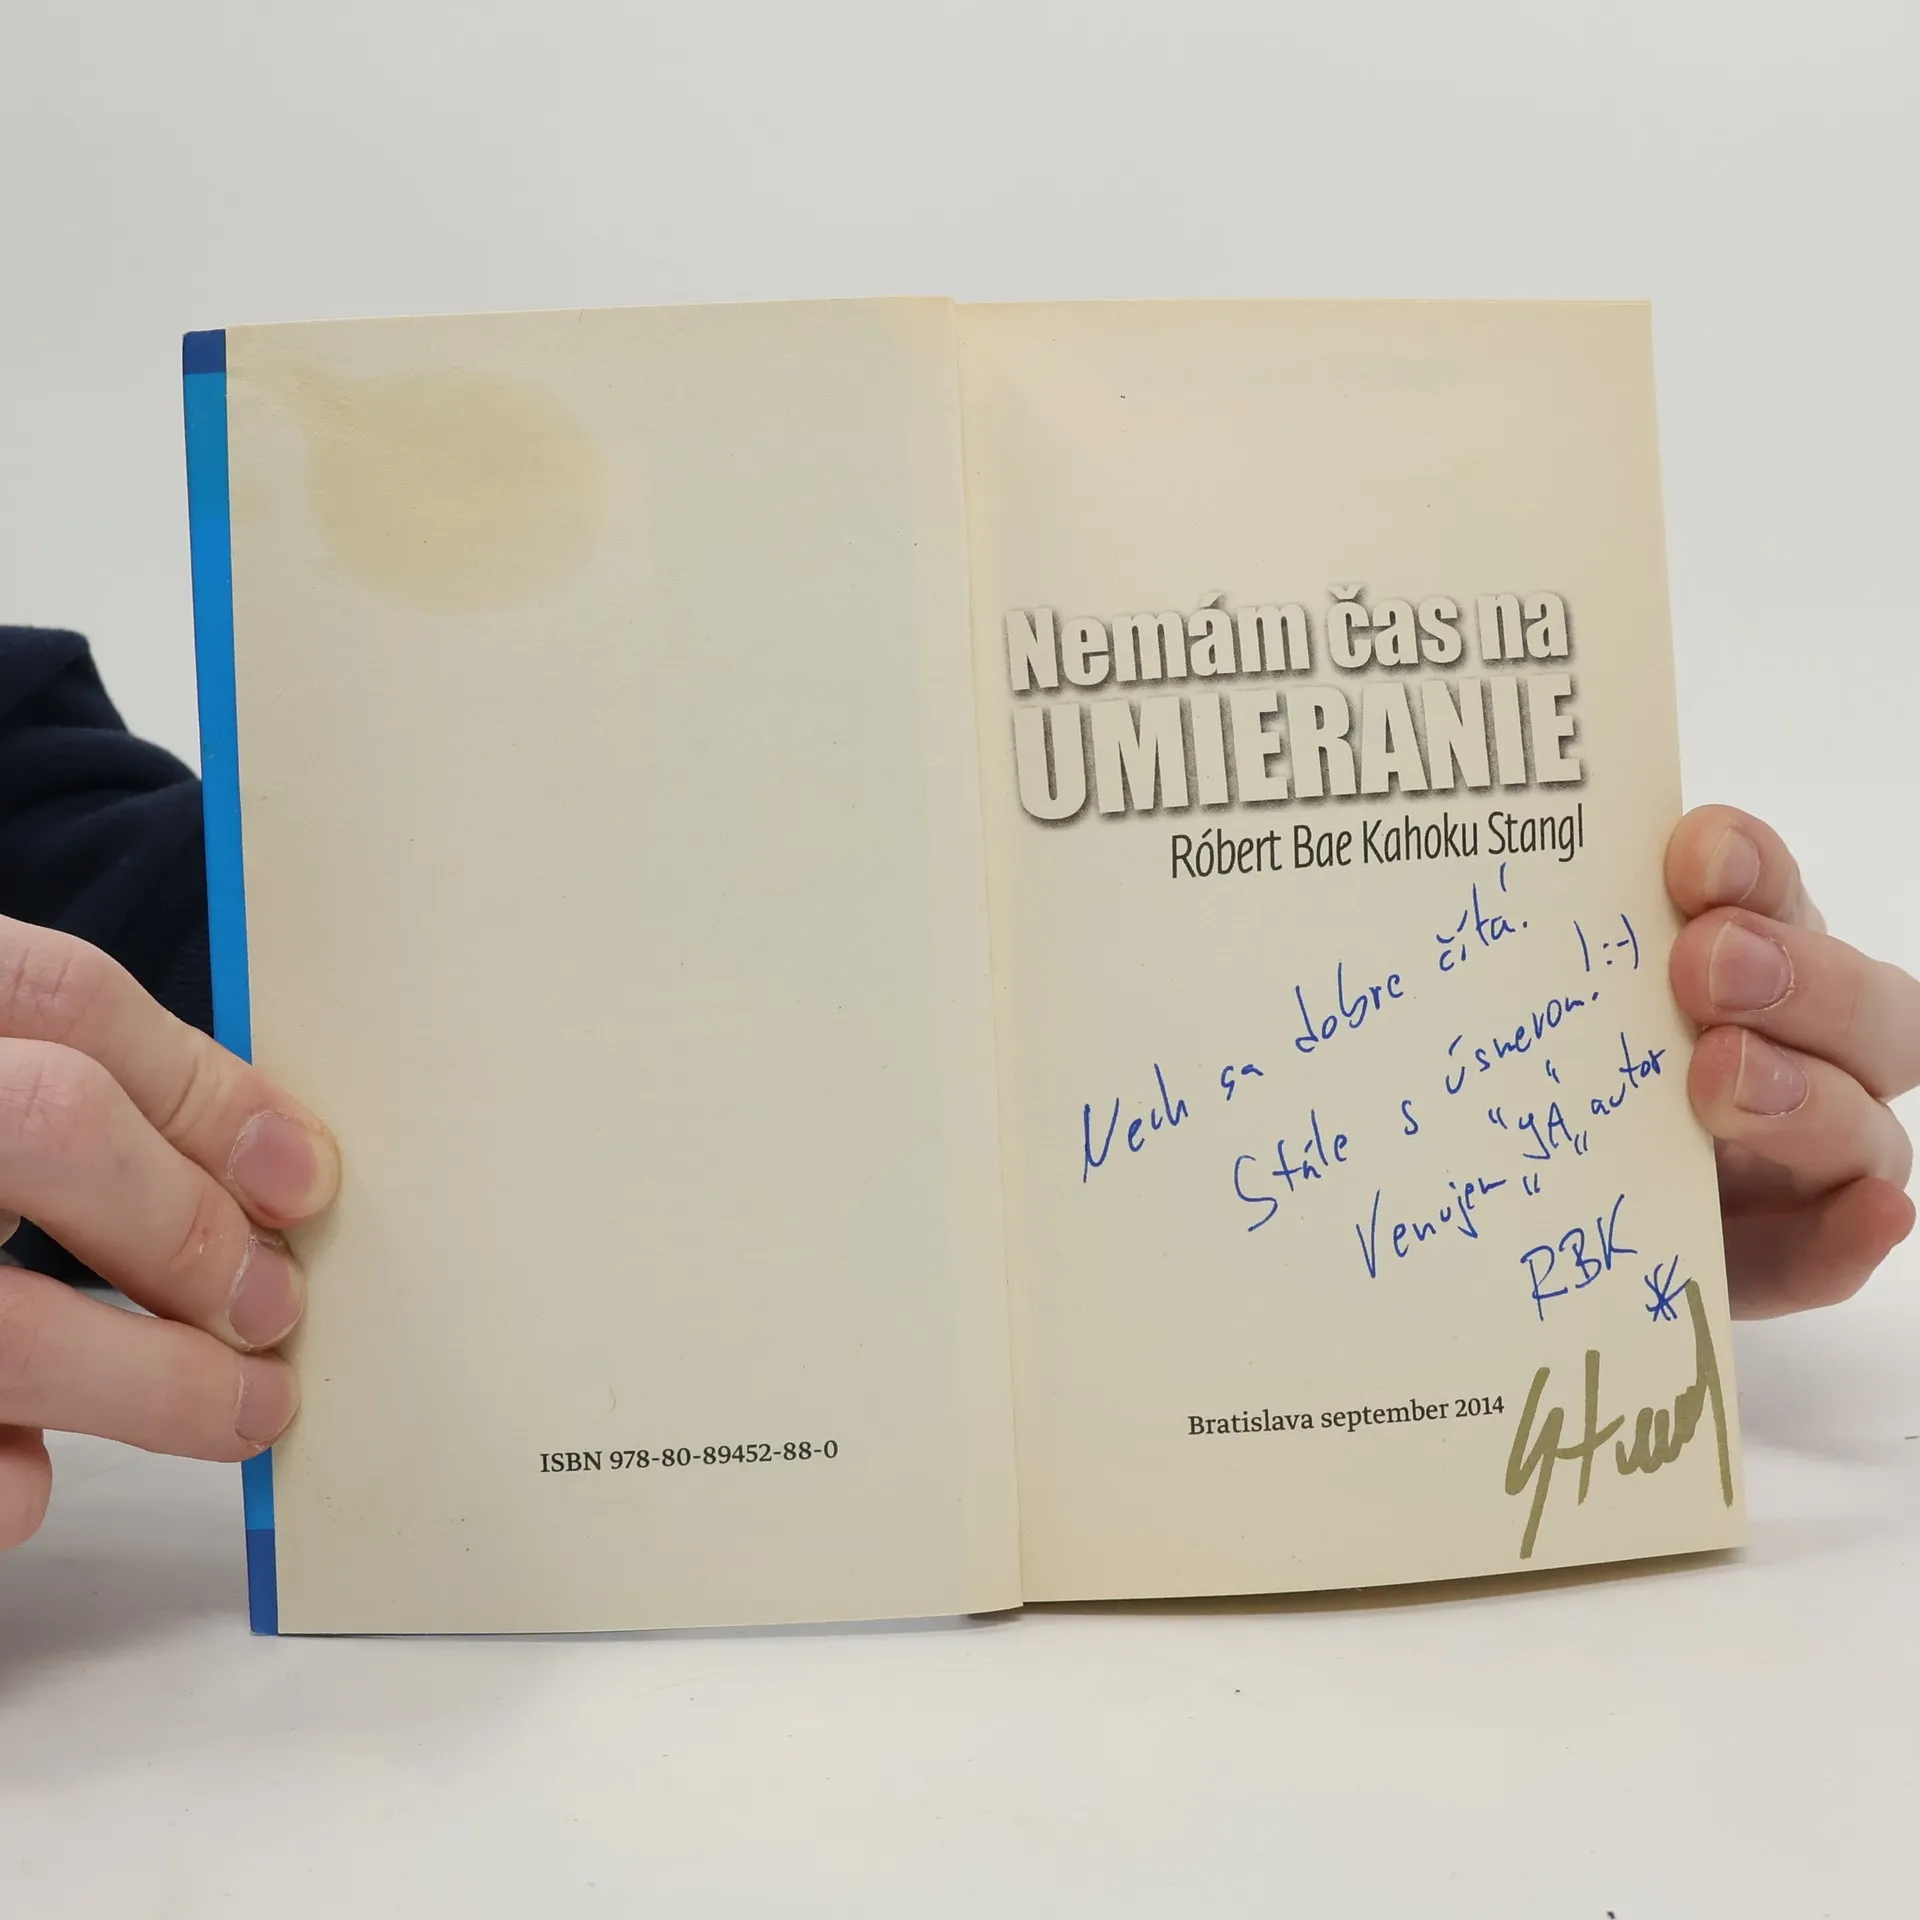 ISBN 978-80-89452-88-0
Nemám čas na
UMIERANIE
Róbert Bae Kahoku Stangl
Nech sa dobre číta!
Stále s úsmevom! :-)
Venujem "JA" autor
RBK
Bratislava september 2014